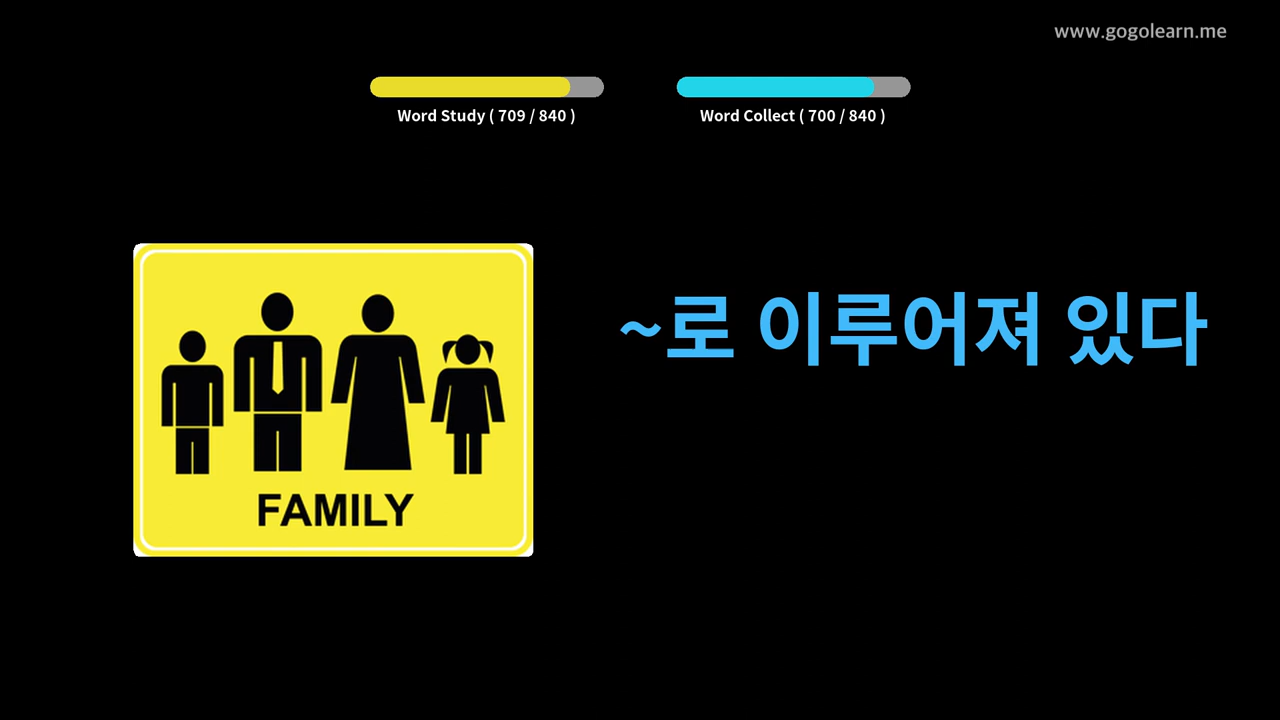 www.gogolearn.me
Word Study ( 709 / 840 )
Word Collect ( 700 / 840 )
~로 이루어져 있다
FAMILY